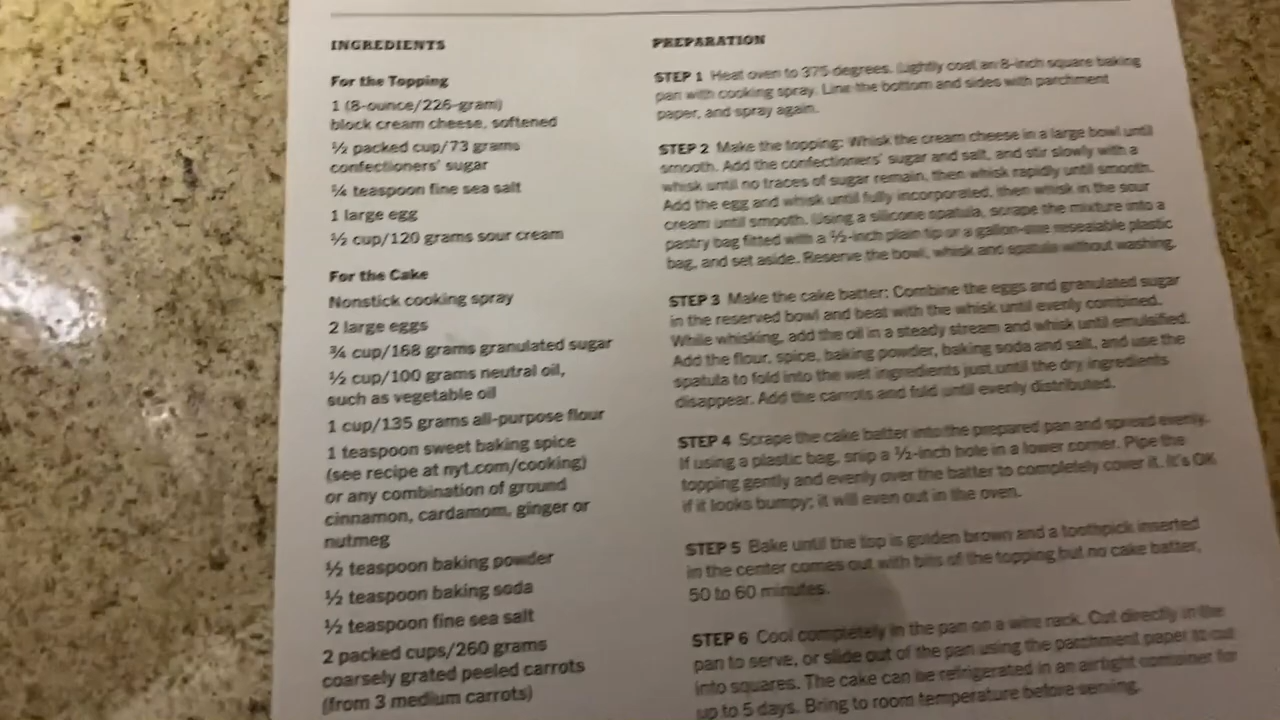 INGREDIENTS
For the Topping
1 (8-ounce/226-gram)
block cream cheese, softened
½ packed cup/73 grams
confectioners' sugar
¼ teaspoon fine sea salt
1 large egg
½ cup/120 grams sour cream
For the Cake
Nonstick cooking spray
2 large eggs
¾ cup/168 grams granulated sugar
½ cup/100 grams neutral oil,
such as vegetable oil
1 cup/135 grams all-purpose flour
1 teaspoon sweet baking spice
(see recipe at nyt.com/cooking)
or any combination of ground
cinnamon, cardamom, ginger or
nutmeg
½ teaspoon baking powder
½ teaspoon baking soda
½ teaspoon fine sea salt
2 packed cups/260 grams
coarsely grated peeled carrots
(from 3 medium carrots)
PREPARATION
STEP 1 Heat oven to 375 degrees. Lightly coat an 8-inch square baking
pan with cooking spray. Line the bottom and sides with parchment
paper, and spray again.
STEP 2 Make the topping: Whisk the cream cheese in a large bowl until
smooth. Add the confectioners' sugar and salt, and stir slowly with a
whisk until no traces of sugar remain, then whisk rapidly until smooth.
Add the egg and whisk until fully incorporated, then whisk in the sour
cream until smooth. Using a silicone spatula, scrape the mixture into a
pastry bag fitted with a ½-inch plain tip or a gallon-size resealable plastic
bag, and set aside. Reserve the bowl, whisk and spatula without washing.
STEP 3 Make the cake batter: Combine the eggs and granulated sugar
in the reserved bowl and beat with the whisk until evenly combined.
While whisking, add the oil in a steady stream and whisk until emulsified.
Add the flour, spice, baking powder, baking soda and salt, and use the
spatula to fold into the wet ingredients just until the dry ingredients
disappear. Add the carrots and fold until evenly distributed.
STEP 4 Scrape the cake batter into the prepared pan and spread evenly.
If using a plastic bag, snip a ½-inch hole in a lower corner. Pipe the
topping gently and evenly over the batter to completely cover it. It's OK
if it looks bumpy; it will even out in the oven.
STEP 5 Bake until the top is golden brown and a toothpick inserted
in the center comes out with bits of the topping but no cake batter,
50 to 60 minutes.
STEP 6 Cool completely in the pan on a wire rack. Cut directly in the
pan to serve, or slide out of the pan using the parchment paper to cut
into squares. The cake can be refrigerated in an airtight container for
up to 5 days. Bring to room temperature before serving.